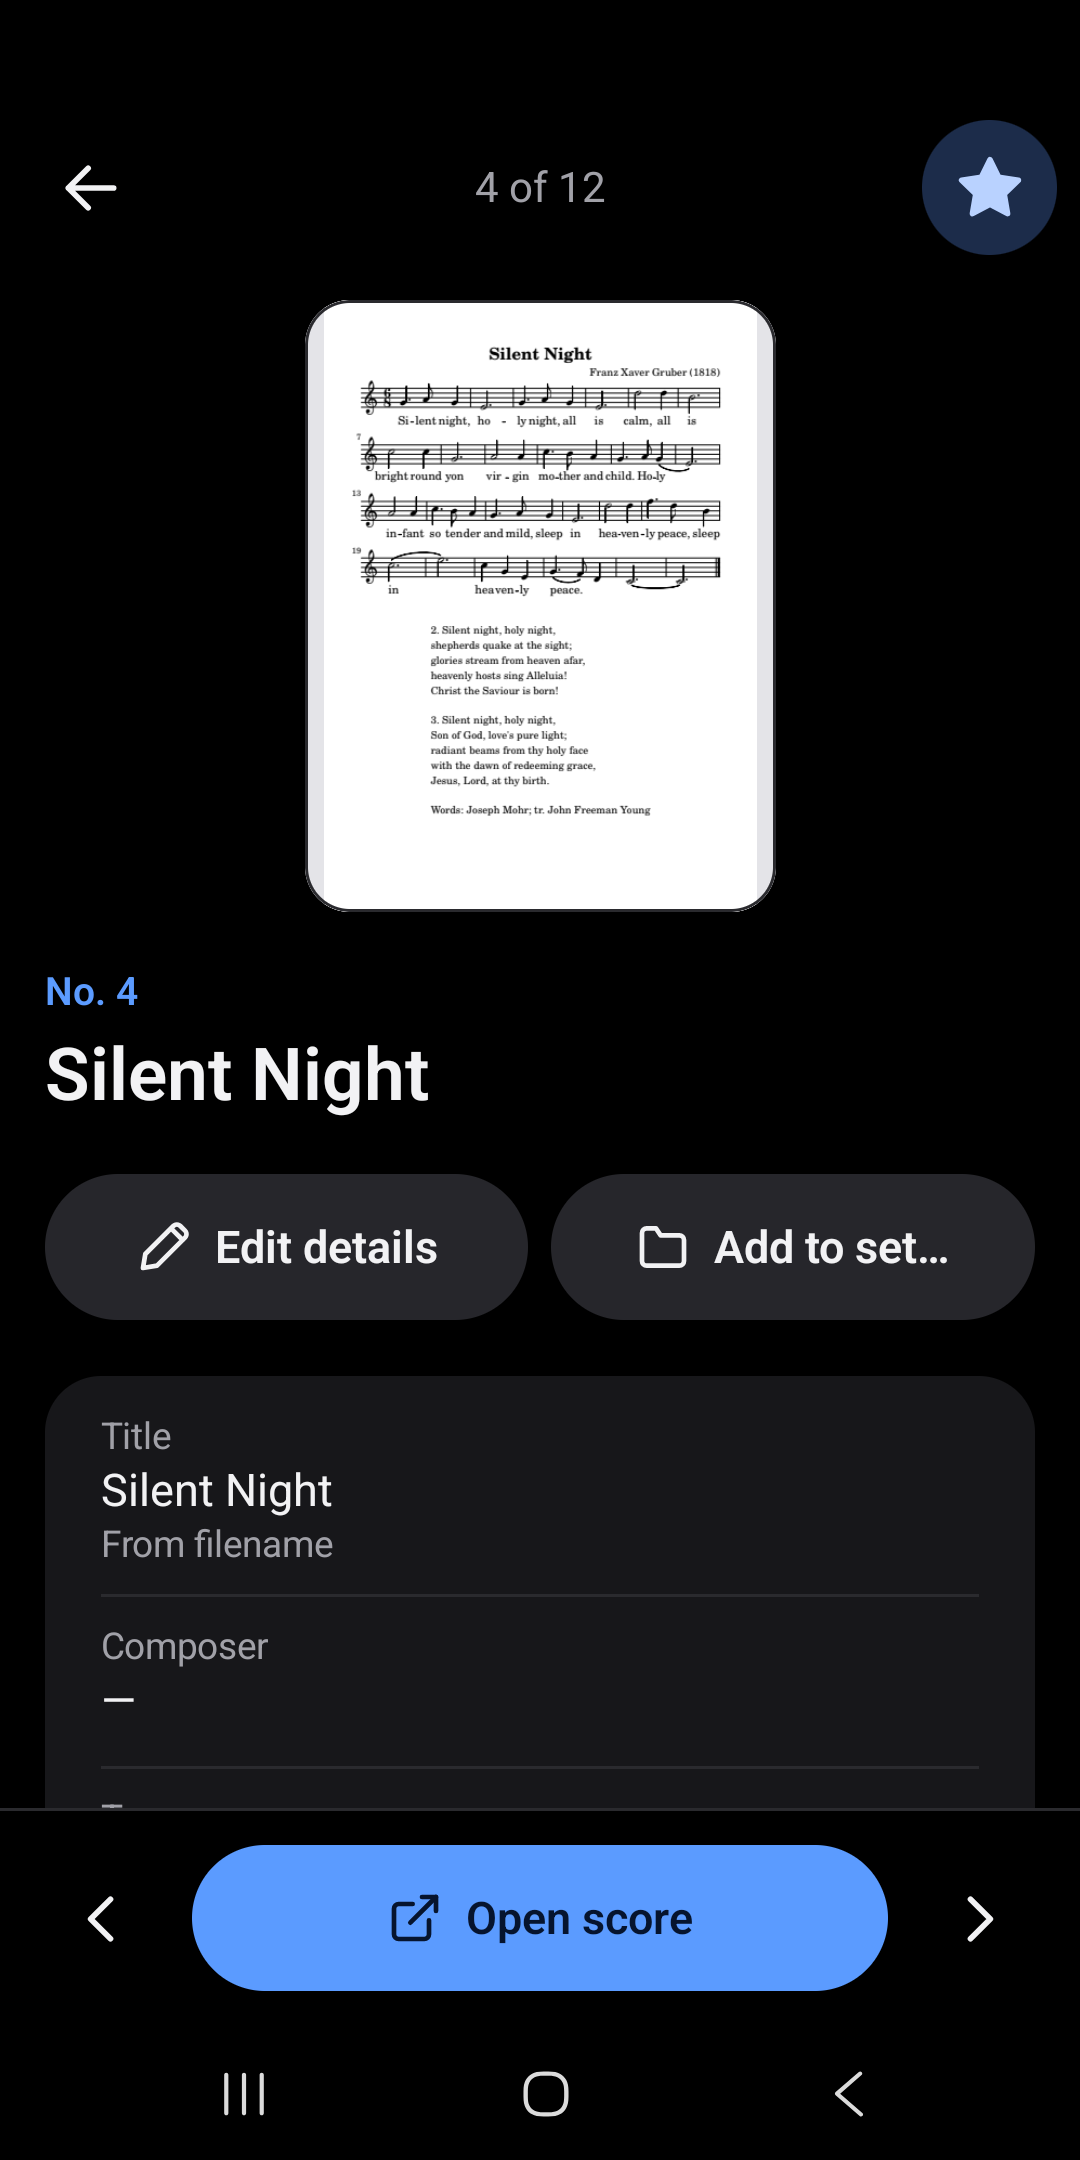 4 of 12
Silent Night
Franz Xaver Gruber (1818)
6
8
Si-lent night, ho - ly night, all is calm, all is
7
bright round yon vir - gin mo-ther and child. Ho-ly
13
in-fant so tender and mild, sleep in hea-ven-ly peace, sleep
19
in heaven-ly peace.
2. Silent night, holy night,
shepherds quake at the sight;
glories stream from heaven afar,
heavenly hosts sing Alleluia!
Christ the Saviour is born!
3. Silent night, holy night,
Son of God, love's pure light;
radiant beams from thy holy face
with the dawn of redeeming grace,
Jesus, Lord, at thy birth.
Words: Joseph Mohr; tr. John Freeman Young
No. 4
Silent Night
Edit details
Add to set...
Title
Silent Night
From filename
Composer
—
Open score